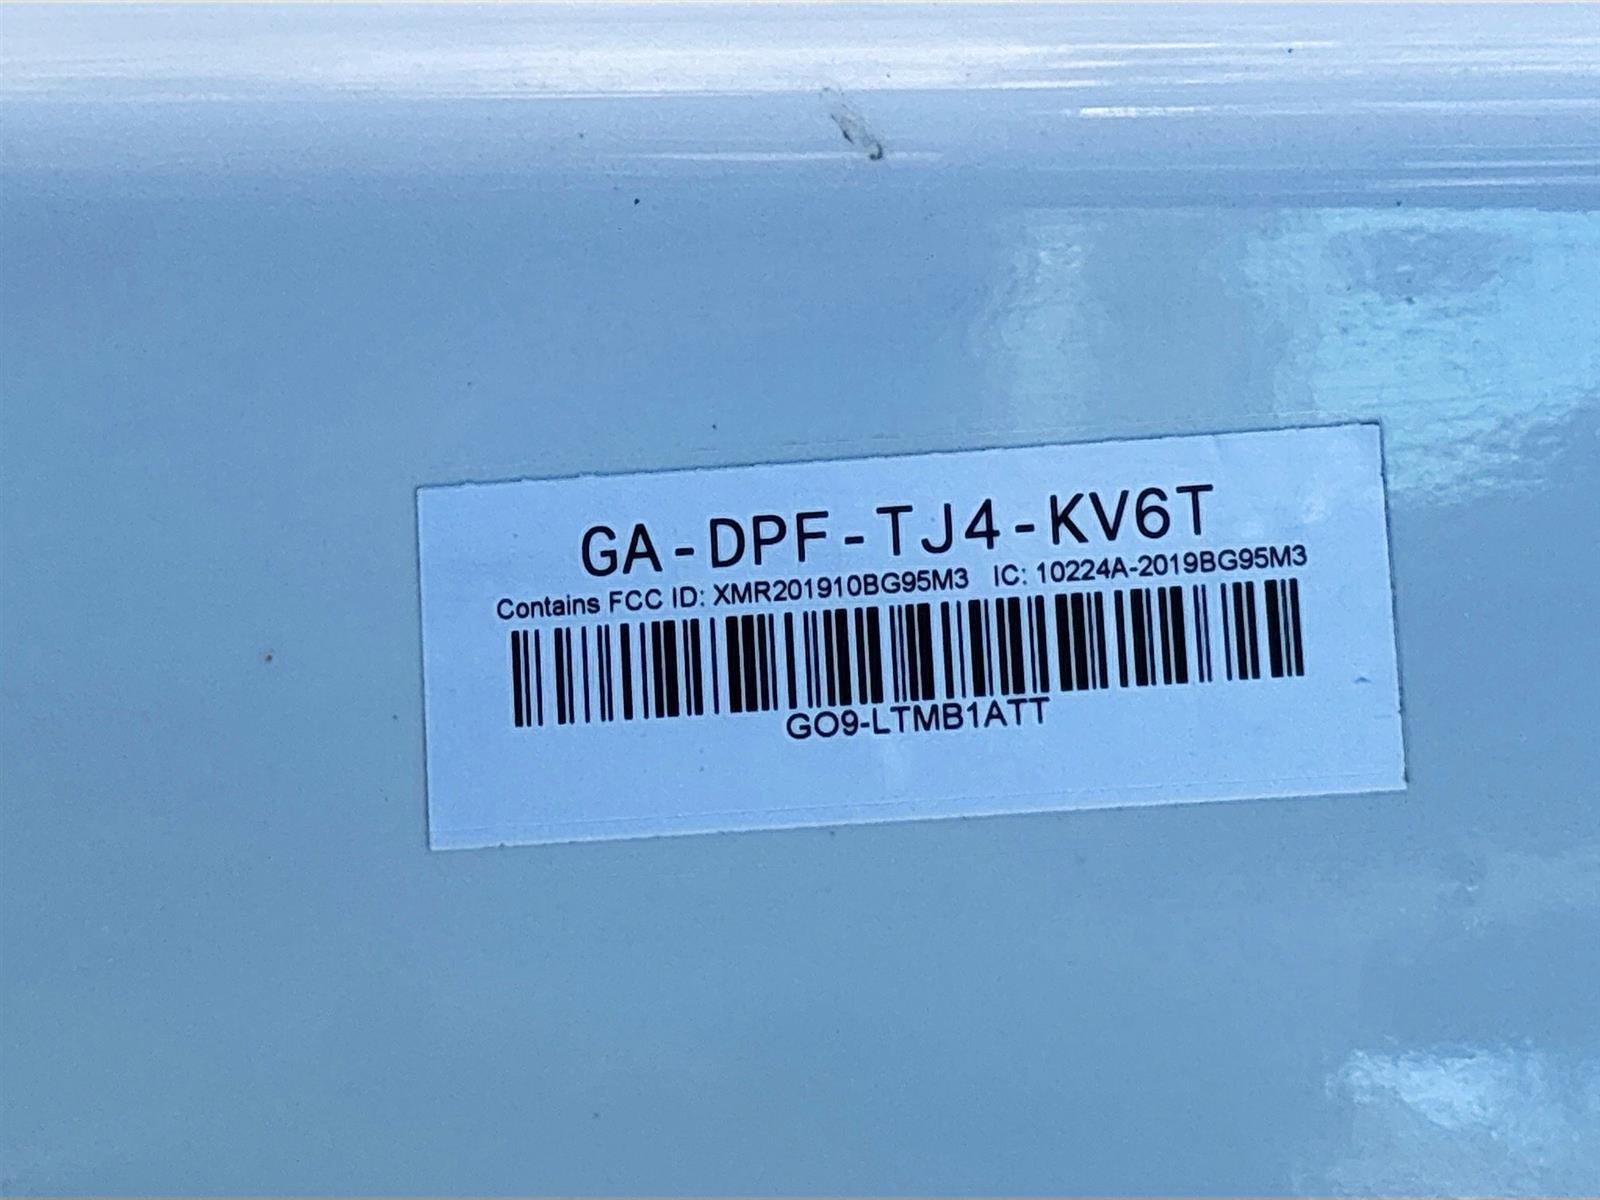 GA-DPF-TJ4-KV6T
Contains FCC ID: XMR201910BG95M3 IC: 10224A-2019BG95M3
GO9-LTMB1ATT